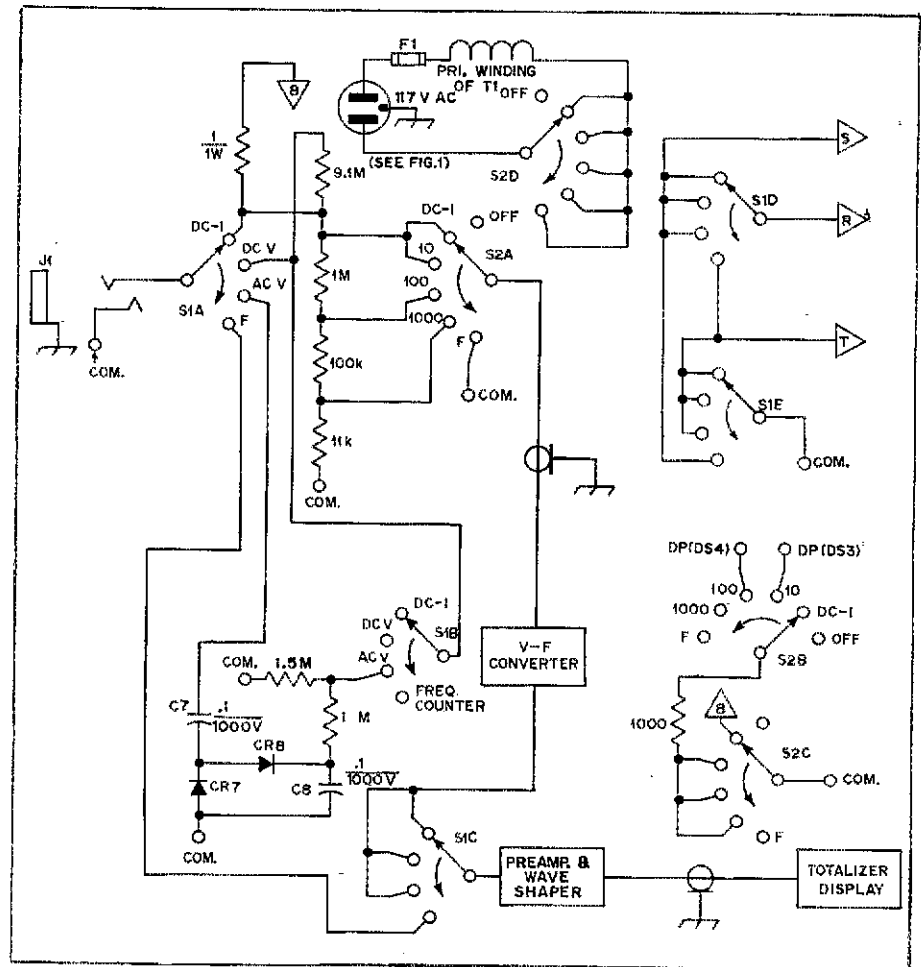 F1
PRI. WINDING
OF T1
OFF
117 V AC
(SEE FIG.1)
S2D
8
1
1W
9.1M
DC-I
DC V
AC V
F
S1A
J1
COM.
DC-I
OFF
10
100
1000
F
S2A
COM.
1M
100k
11k
COM.
S
S1D
R
T
S1E
COM.
DP(DS4)
DP(DS3)
100
10
1000
DC-I
F
OFF
S2B
1000
8
S2C
COM.
F
DC-I
DC V
AC V
S1B
FREQ.
COUNTER
V-F
CONVERTER
COM.
1.5M
1 M
C7
.1
1000V
CR8
CR7
C8
.1
1000V
COM.
S1C
PREAMP. &
WAVE
SHAPER
TOTALIZER
DISPLAY